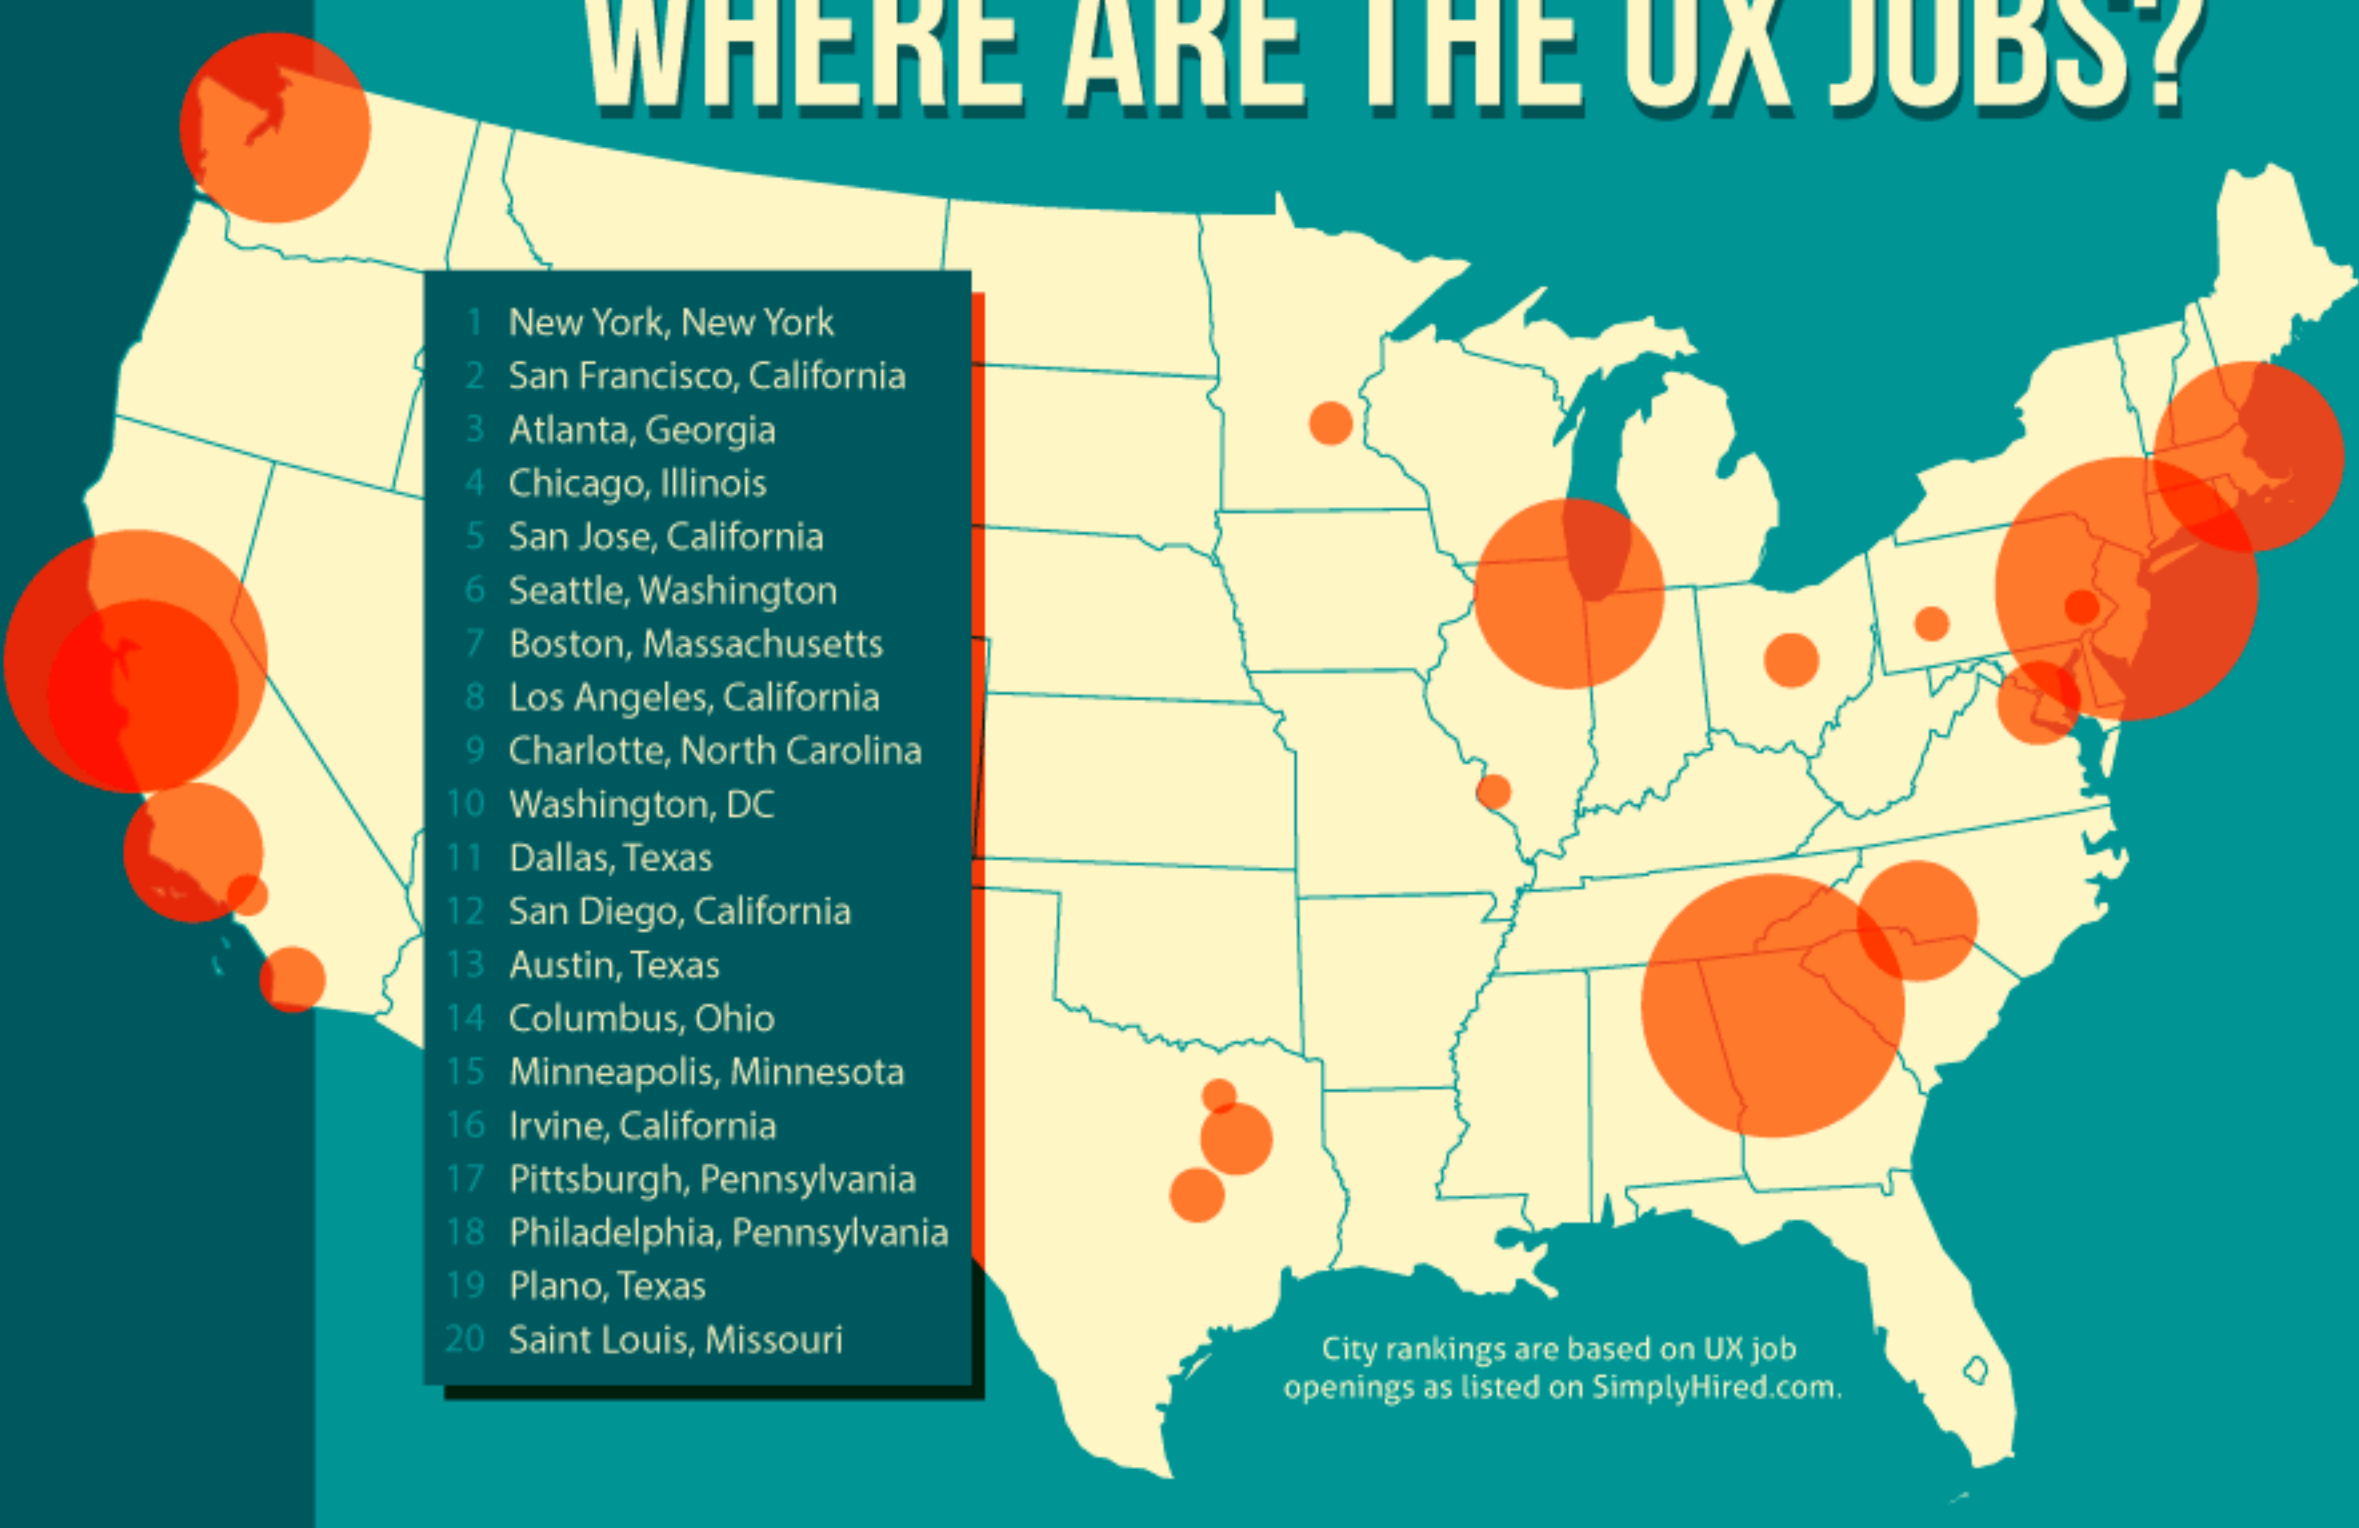 WHERE ARE THE UX JOBS?
1 New York, New York
2 San Francisco, California
3 Atlanta, Georgia
4 Chicago, Illinois
5 San Jose, California
6 Seattle, Washington
7 Boston, Massachusetts
8 Los Angeles, California
9 Charlotte, North Carolina
10 Washington, DC
11 Dallas, Texas
12 San Diego, California
13 Austin, Texas
14 Columbus, Ohio
15 Minneapolis, Minnesota
16 Irvine, California
17 Pittsburgh, Pennsylvania
18 Philadelphia, Pennsylvania
19 Plano, Texas
20 Saint Louis, Missouri
City rankings are based on UX job
openings as listed on SimplyHired.com.